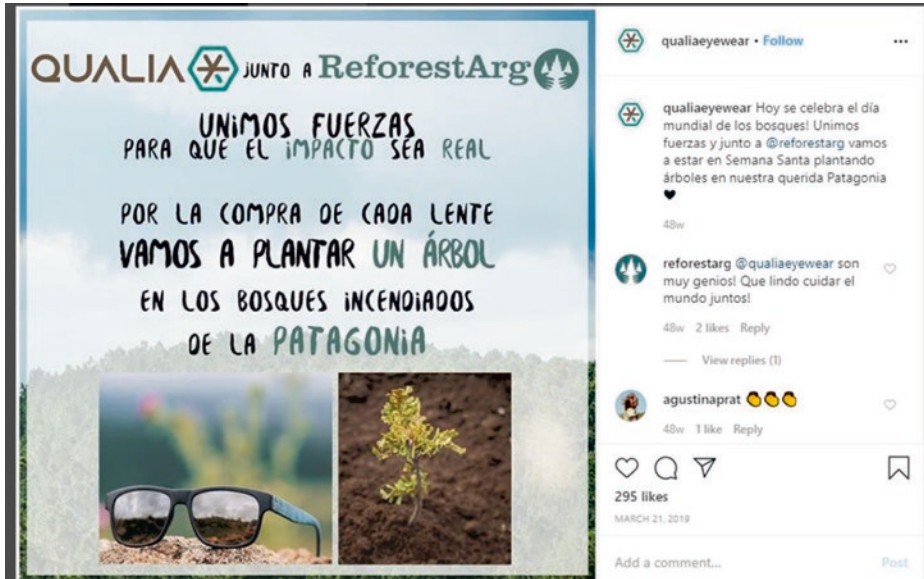 QUALIA JUNTO A ReforestArg
UNIMOS FUERZAS
PARA QUE EL IMPACTO SEA REAL
POR LA COMPRA DE CADA LENTE
VAMOS A PLANTAR UN ÁRBOL
EN LOS BOSQUES INCENDIADOS
DE LA PATAGONIA
qualiaeyewear • Follow
qualiaeyewear Hoy se celebra el día
mundial de los bosques! Unimos
fuerzas y junto a @reforestarg vamos
a estar en Semana Santa plantando
árboles en nuestra querida Patagonia
🖤
48w
reforestarg @qualiaeyewear son
muy genios! Que lindo cuidar el
mundo juntos!
48w 2 likes Reply
View replies (1)
agustinaprat 👏👏👏
48w 1 like Reply
295 likes
MARCH 21, 2019
Add a comment... Post